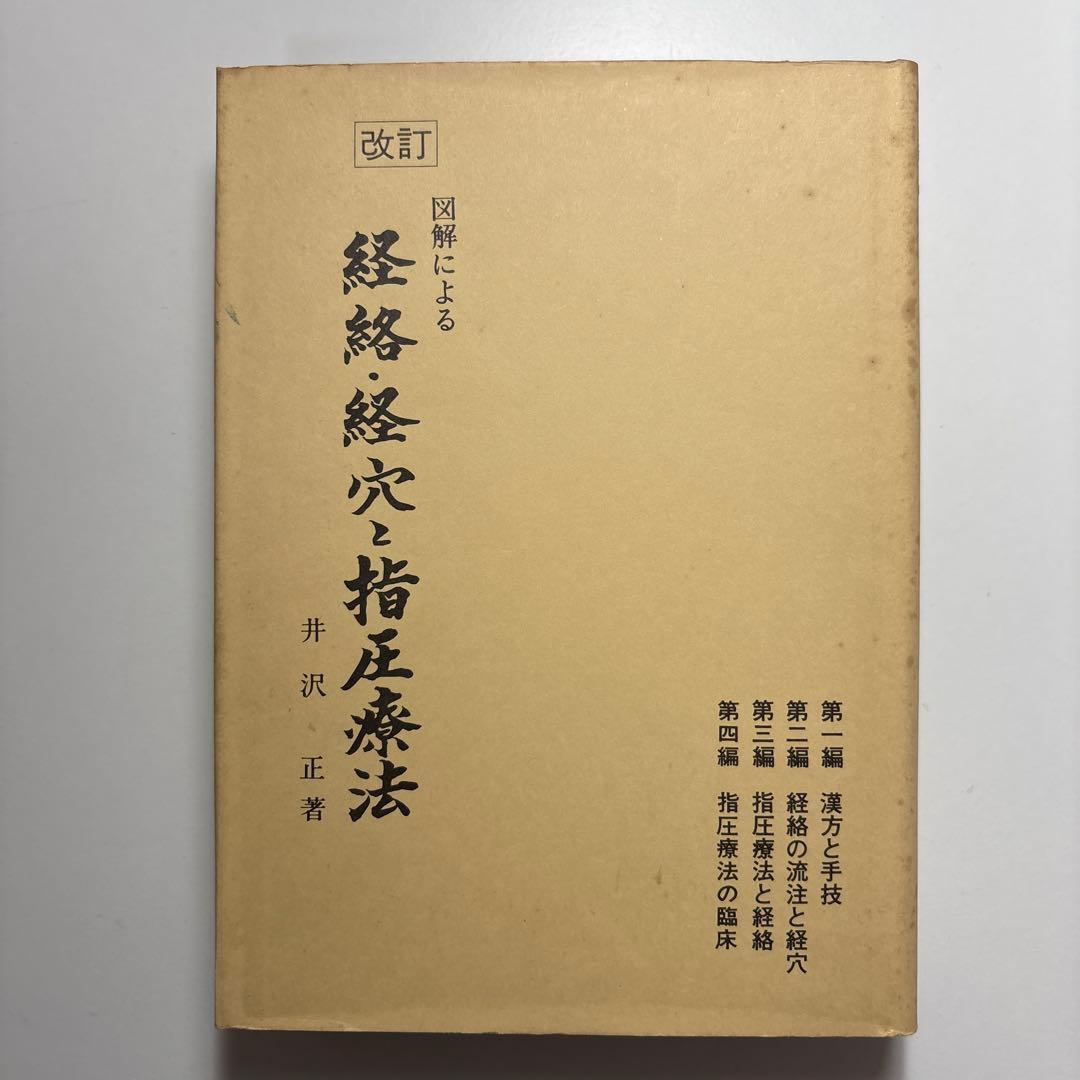 改訂
図解による
経絡・経穴と指圧療法
井沢 正著
第一編 漢方と手技
第二編 経絡の流注と経穴
第三編 指圧療法と経絡
第四編 指圧療法の臨床